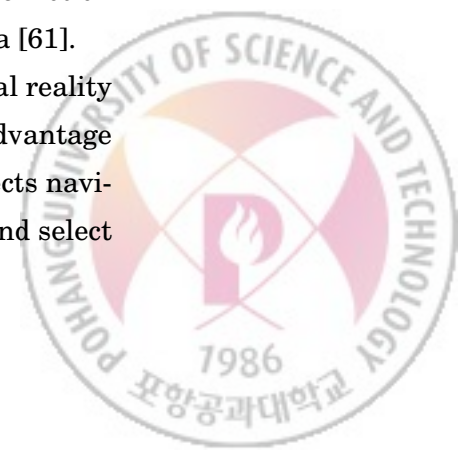 a [61].
al reality
dvantage
cts navi-
nd select
POHANG UNIVERSITY OF SCIENCE AND TECHNOLOGY
1986
포항공과대학교